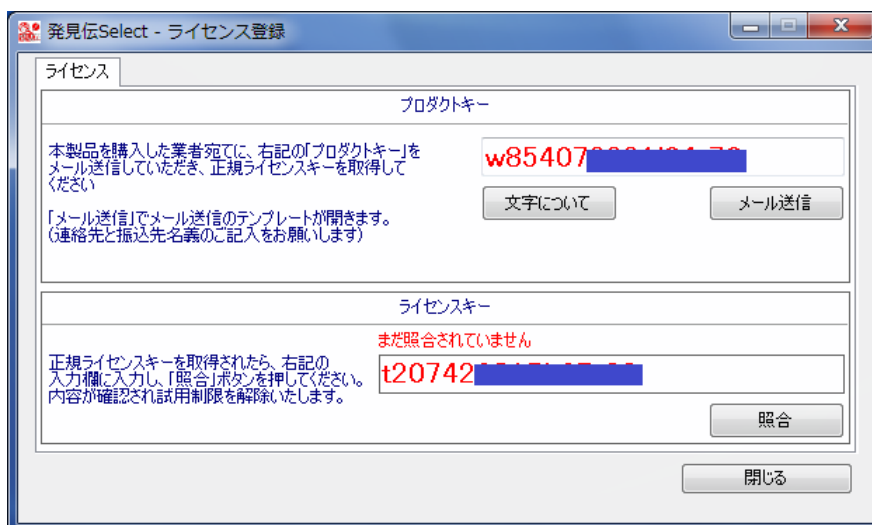 発見伝Select - ライセンス登録
ライセンス
プロダクトキー
本製品を購入した業者宛てに、右記の「プロダクトキー」を
メール送信していただき、正規ライセンスキーを取得して
ください
「メール送信」でメール送信のテンプレートが開きます。
(連絡先と振込先名義のご記入をお願いします)
w85407
文字について
メール送信
ライセンスキー
まだ照合されていません
正規ライセンスキーを取得されたら、右記の
入力欄に入力し、「照合」ボタンを押してください。
内容が確認され試用制限を解除いたします。
t20742
照合
閉じる